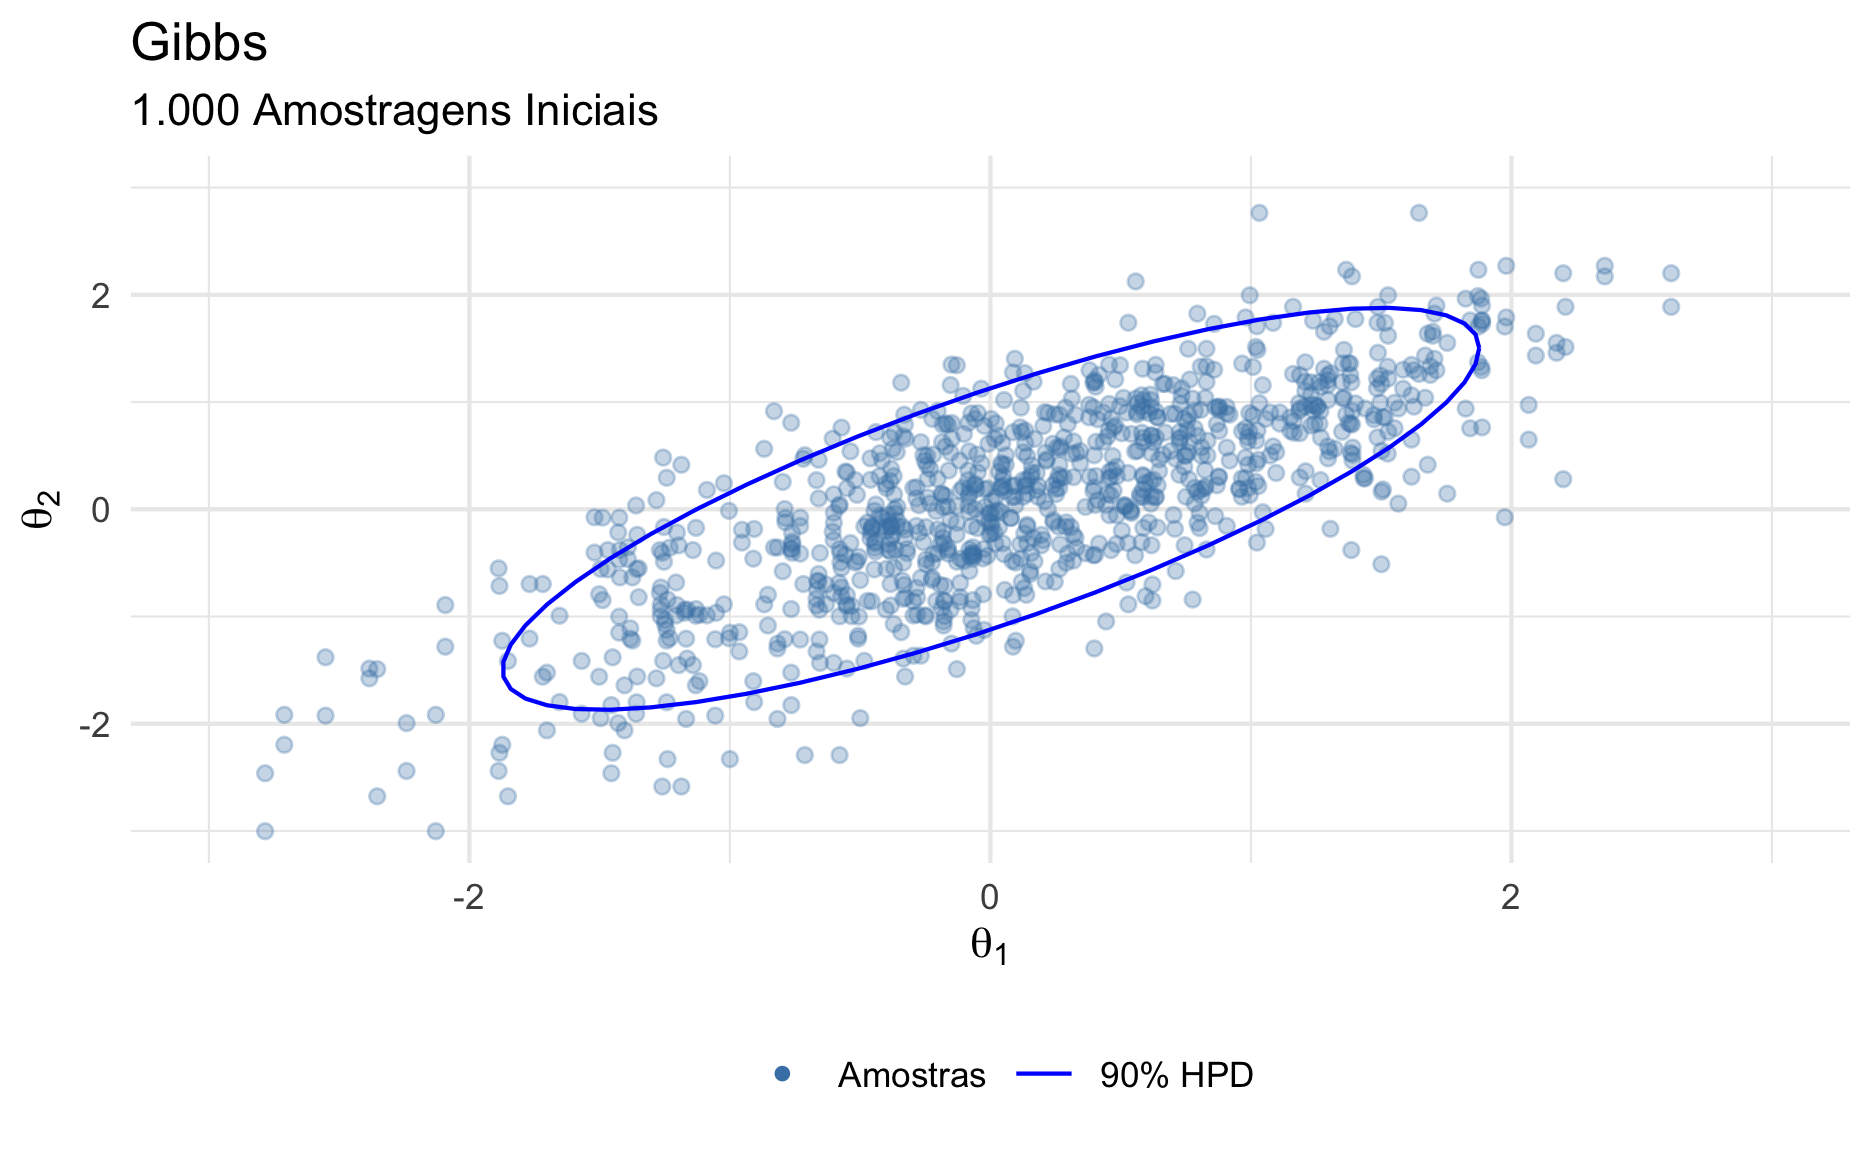 Gibbs
1.000 Amostragens Iniciais
2
0
-2
θ2
-2 0 2
θ1
Amostras 90% HPD